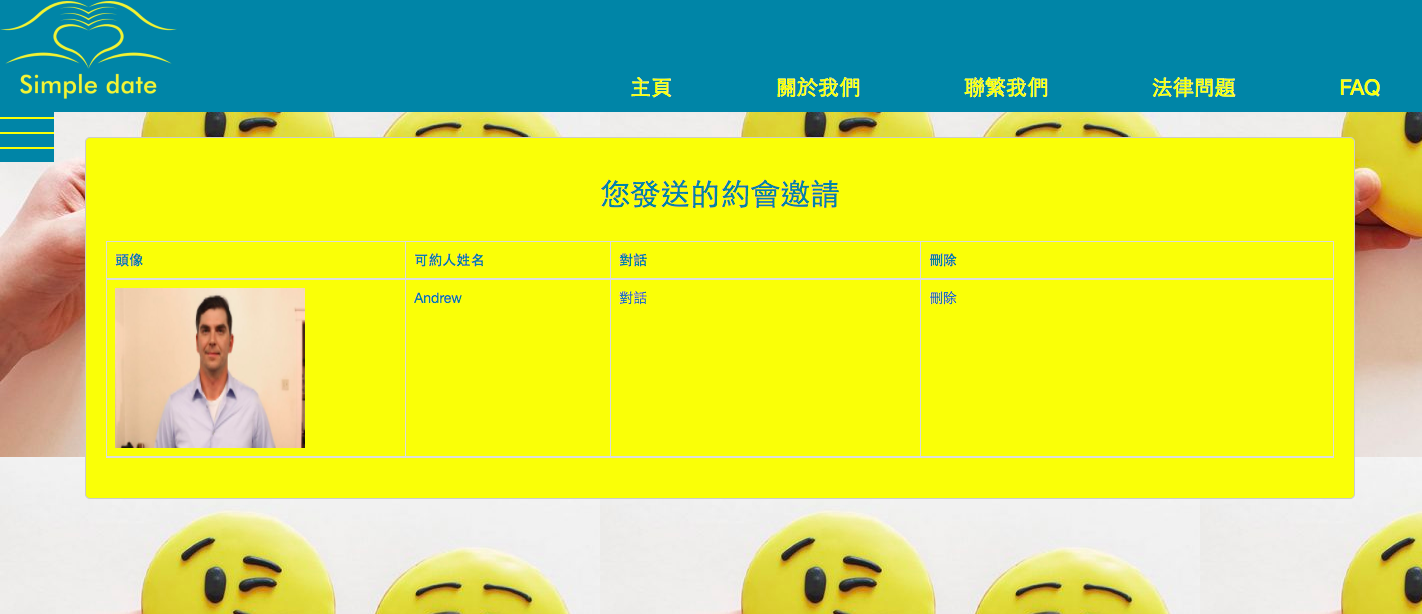 Simple date
主頁 關於我們 聯繁我們 法律問題 FAQ
您發送的約會邀請
頭像 可約人姓名 對話 刪除
Andrew 對話 刪除